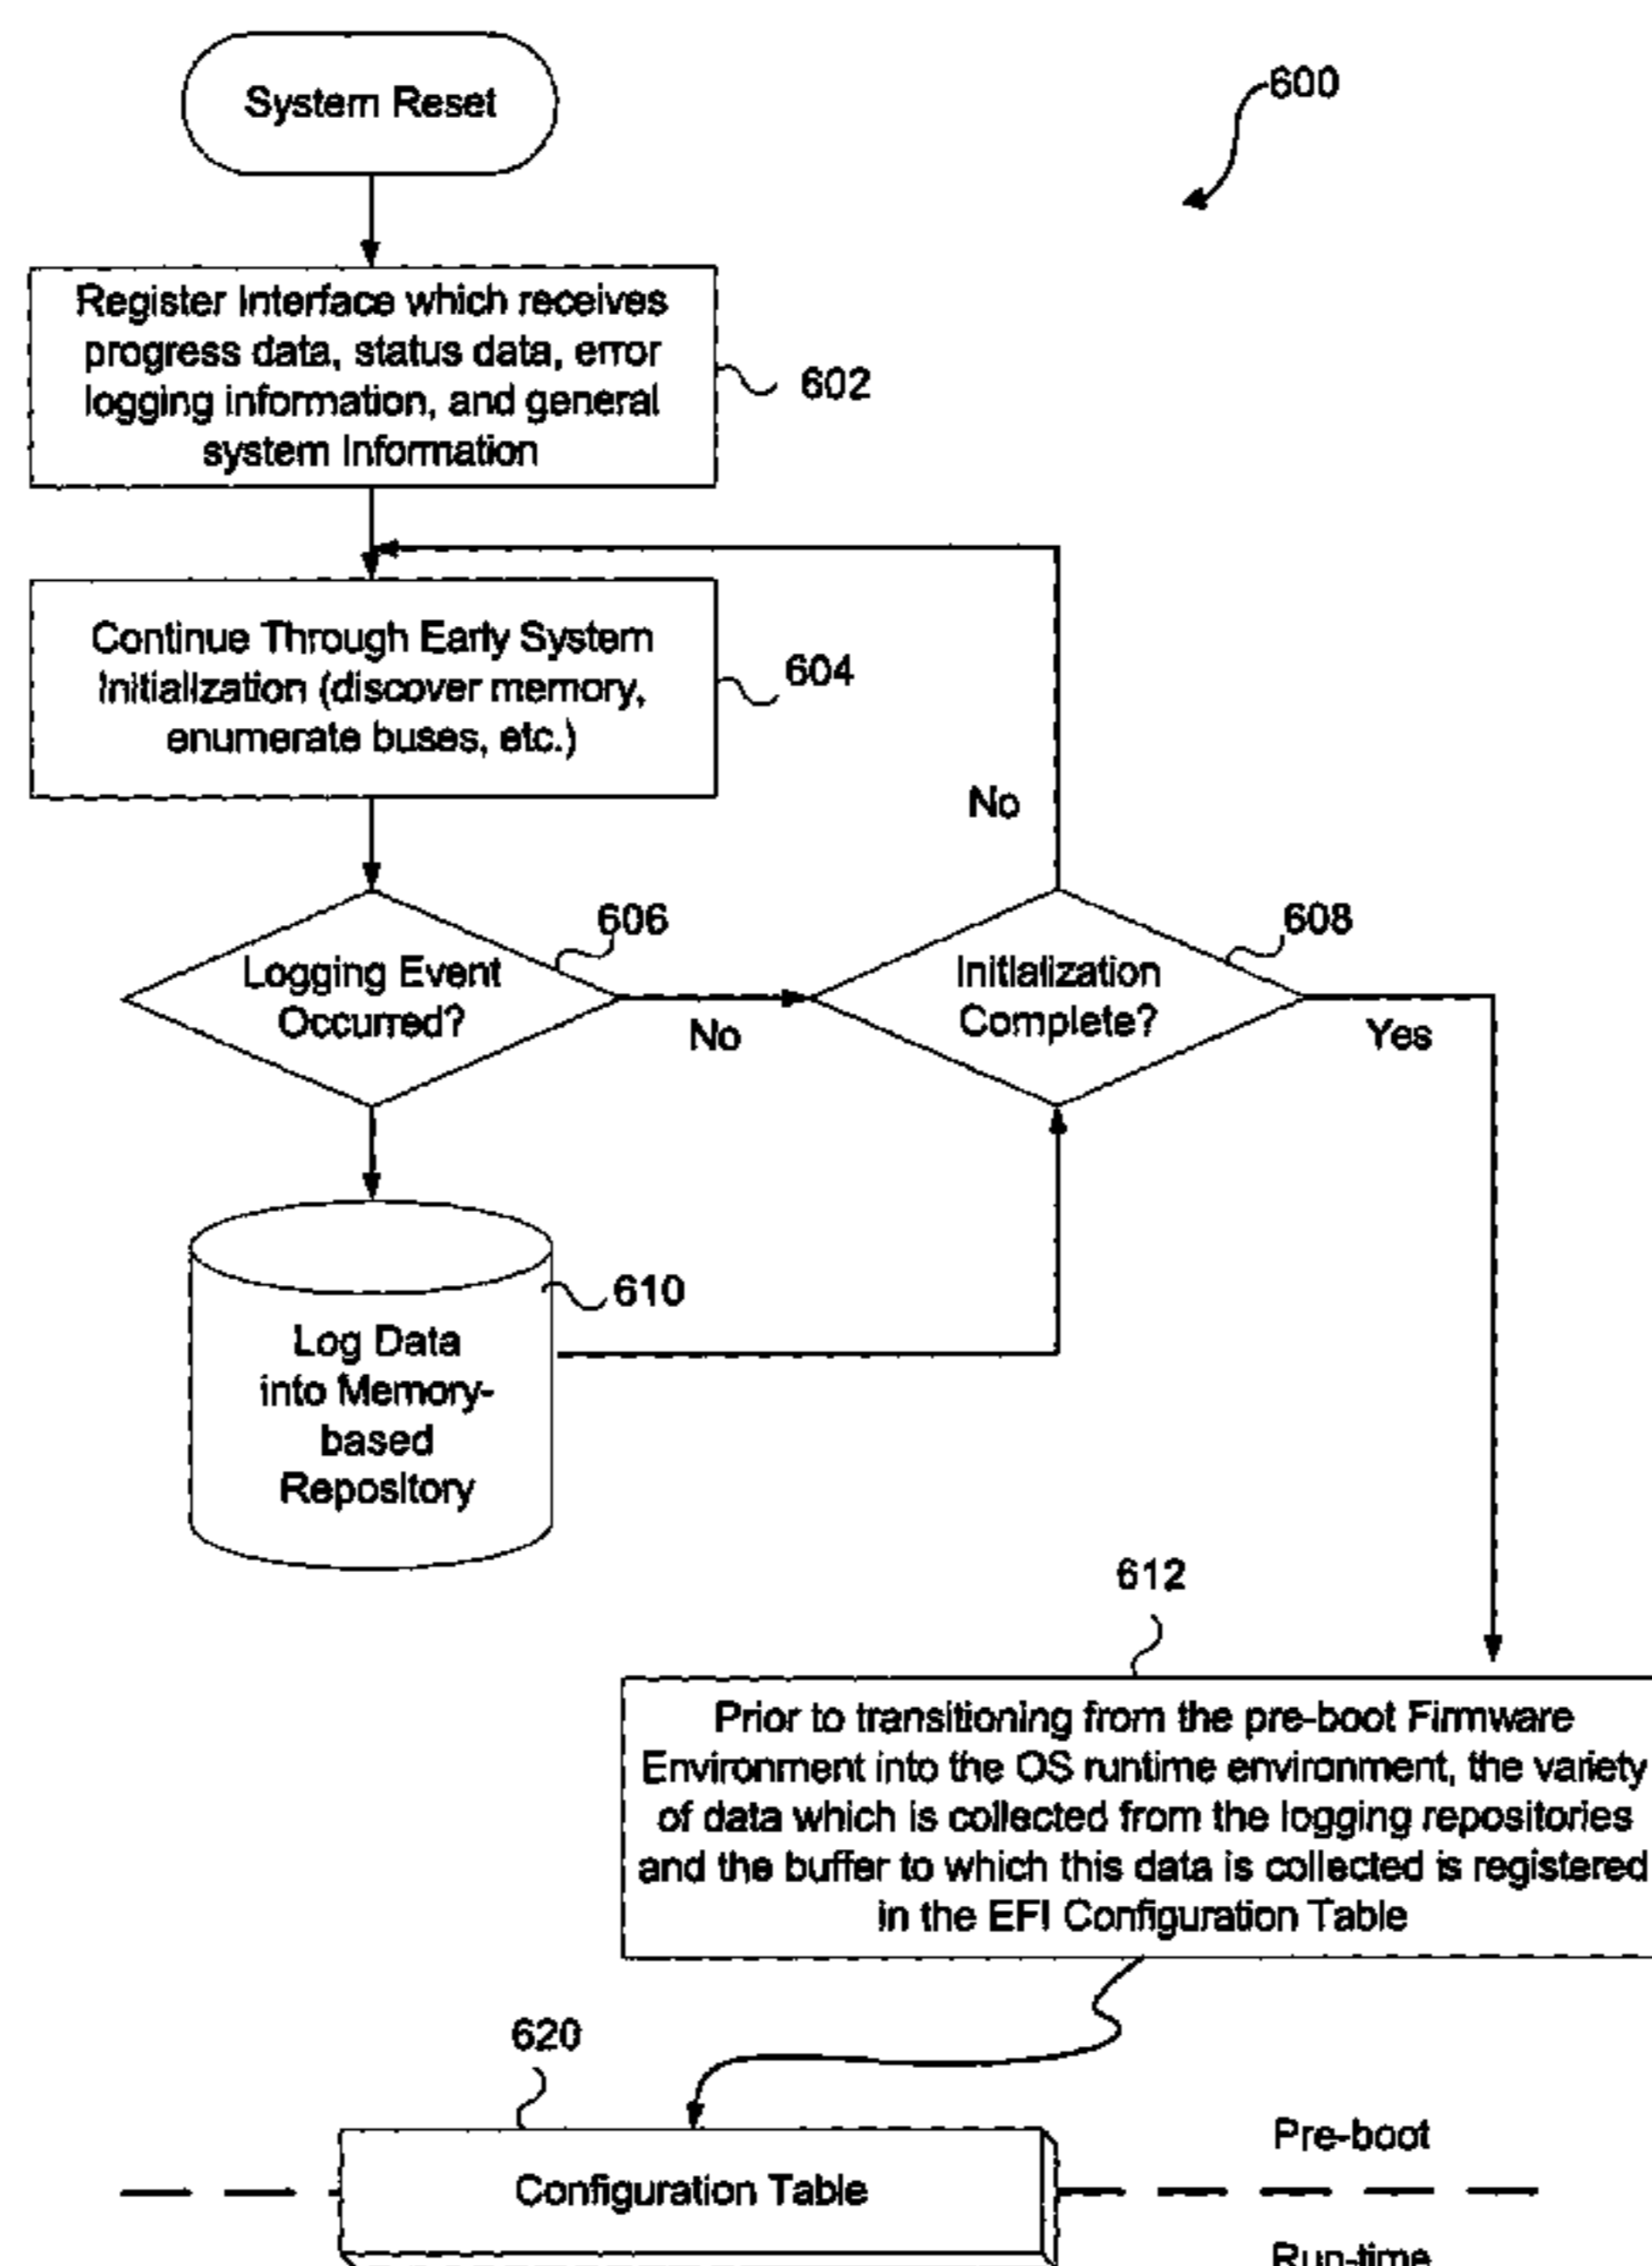 System Reset
600
Register Interface which receives
progress data, status data, error
logging information, and general
system Information
602
Continue Through Early System
Initialization (discover memory,
enumerate buses, etc.)
604
No
606
Logging Event
Occurred?
No
608
Initialization
Complete?
Yes
610
Log Data
into Memory-
based
Repository
612
Prior to transitioning from the pre-boot Firmware
Environment into the OS runtime environment, the variety
of data which is collected from the logging repositories
and the buffer to which this data is collected is registered
in the EFI Configuration Table
620
Configuration Table
Pre-boot
Run-time